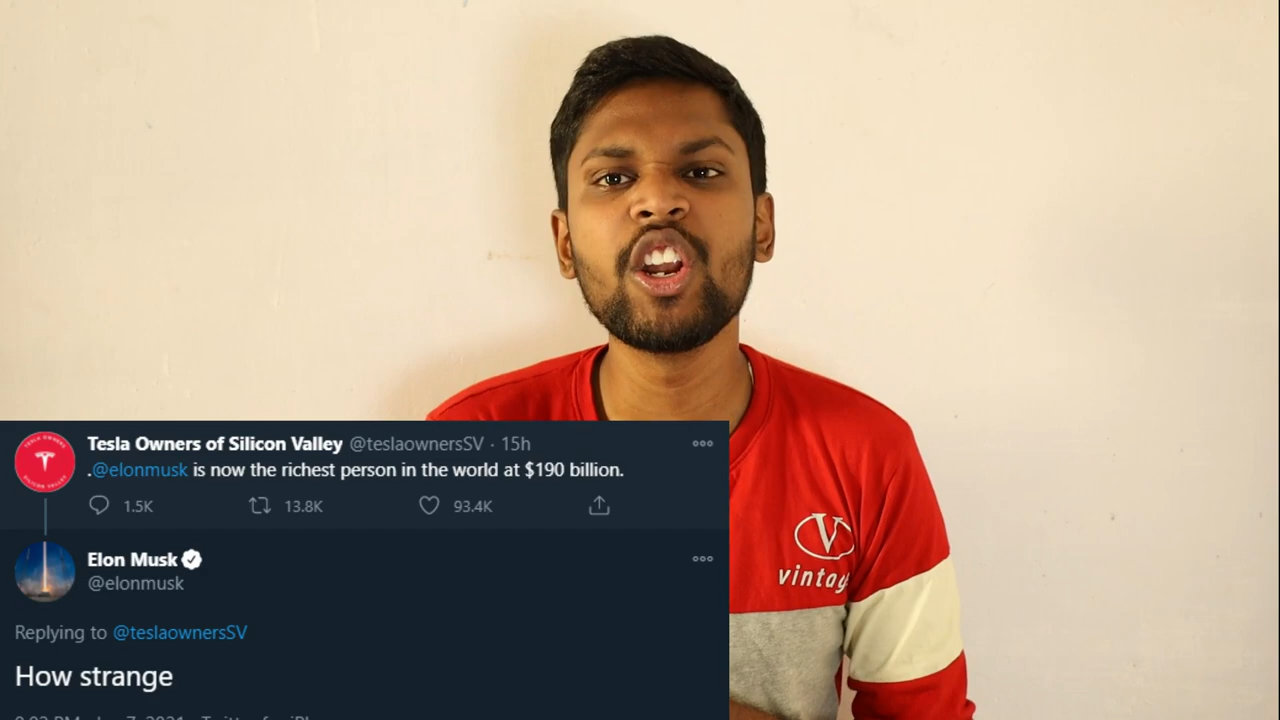 Tesla Owners of Silicon Valley @teslaownersSV · 15h
.@elonmusk is now the richest person in the world at $190 billion.
1.5K 13.8K 93.4K
Elon Musk @elonmusk
Replying to @teslaownersSV
How strange
V
vintage